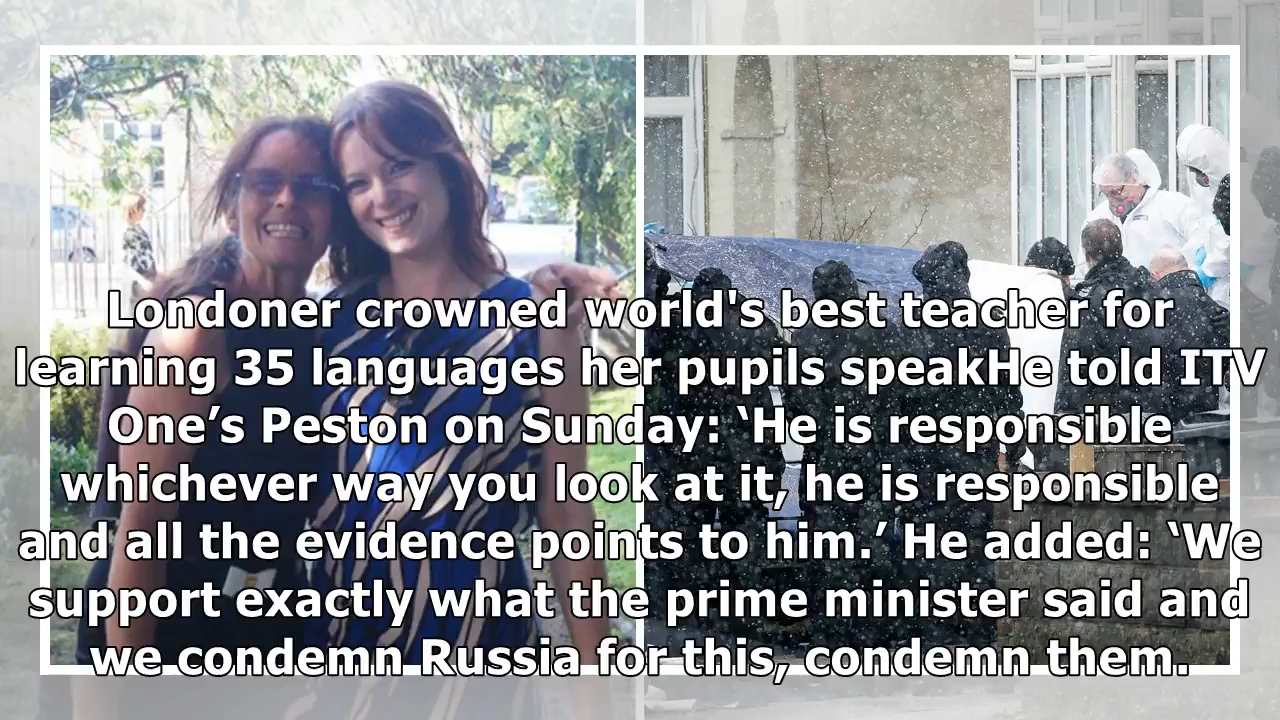 Londoner crowned world's best teacher for
learning 35 languages her pupils speakHe told ITV
One’s Peston on Sunday: ‘He is responsible
whichever way you look at it, he is responsible
and all the evidence points to him.’ He added: ‘We
support exactly what the prime minister said and
we condemn Russia for this, condemn them.